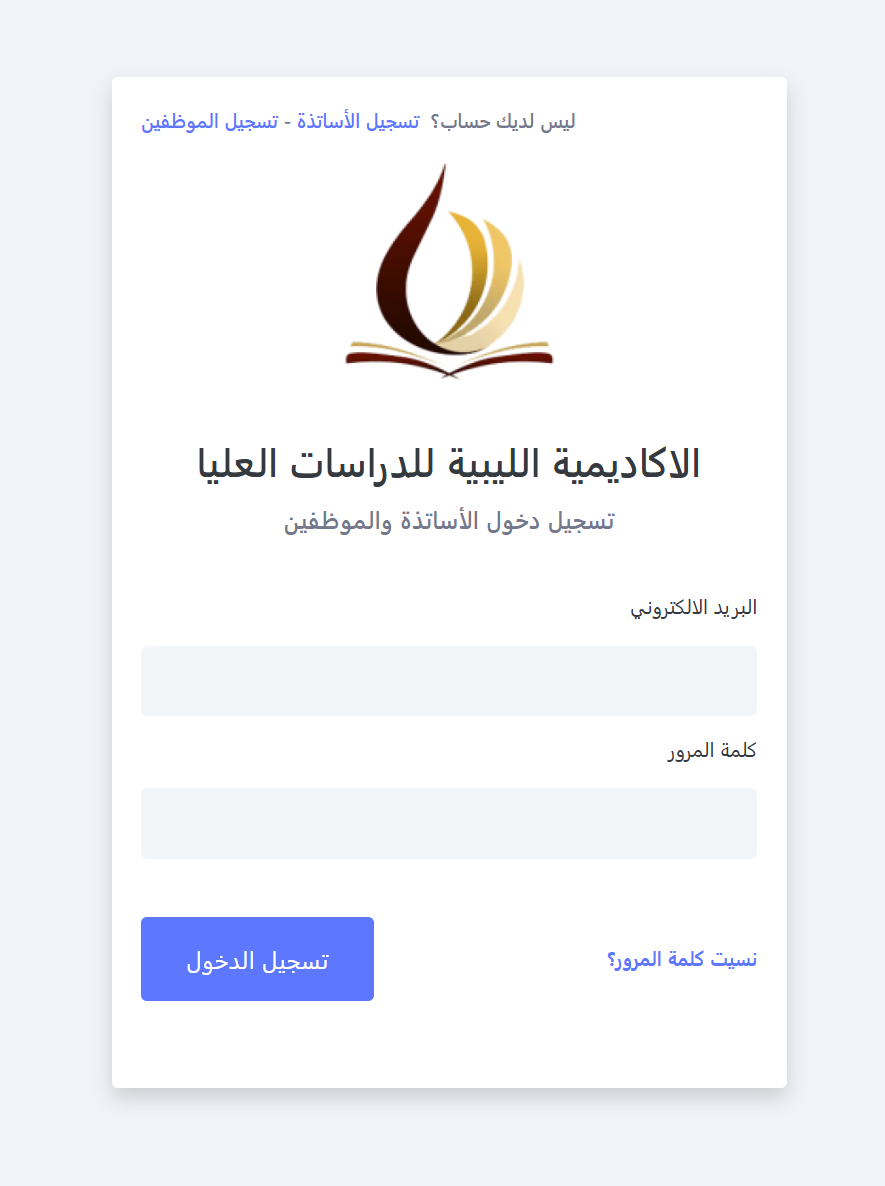 ليس لديك حساب؟ تسجيل الأساتذة - تسجيل الموظفين
الاكاديمية الليبية للدراسات العليا
تسجيل دخول الأساتذة والموظفين
البريد الالكتروني
كلمة المرور
نسيت كلمة المرور؟
تسجيل الدخول